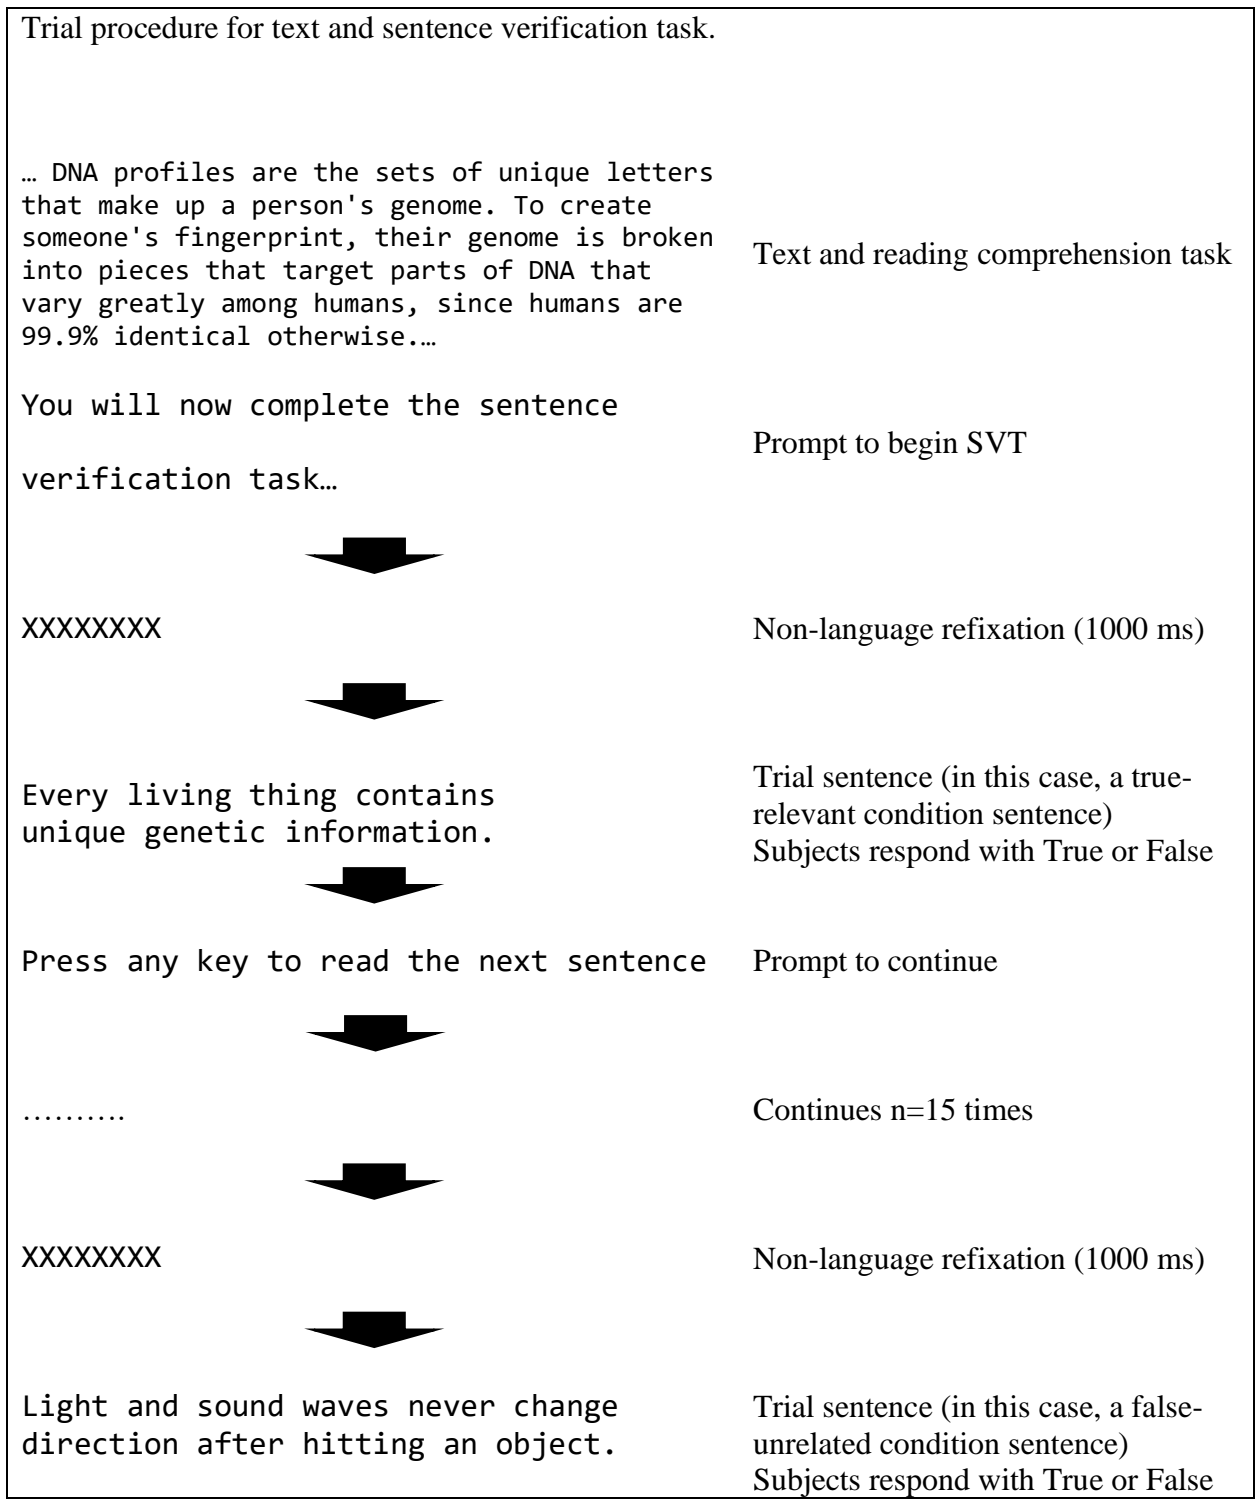 Trial procedure for text and sentence verification task.
… DNA profiles are the sets of unique letters
that make up a person's genome. To create
someone's fingerprint, their genome is broken
into pieces that target parts of DNA that
vary greatly among humans, since humans are
99.9% identical otherwise.…
Text and reading comprehension task
You will now complete the sentence
verification task…
Prompt to begin SVT
XXXXXXXX
Non-language refixation (1000 ms)
Every living thing contains
unique genetic information.
Trial sentence (in this case, a true-
relevant condition sentence)
Subjects respond with True or False
Press any key to read the next sentence
Prompt to continue
……….
Continues n=15 times
XXXXXXXX
Non-language refixation (1000 ms)
Light and sound waves never change
direction after hitting an object.
Trial sentence (in this case, a false-
unrelated condition sentence)
Subjects respond with True or False